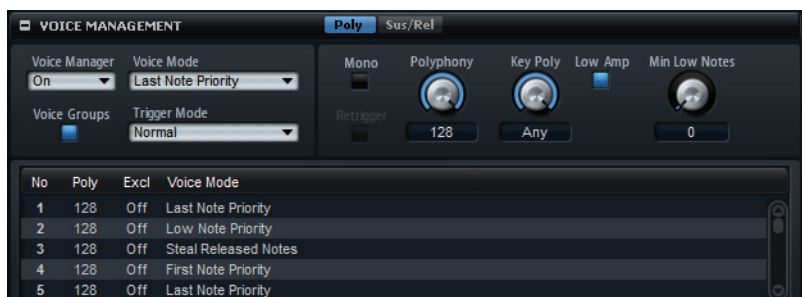 VOICE MANAGEMENT Poly Sus/Rel
Voice Manager Voice Mode Mono Polyphony Key Poly Low Amp Min Low Notes
On Last Note Priority
Voice Groups Trigger Mode Retrigger
Normal 128 Any 0
No Poly Excl Voice Mode
1 128 Off Last Note Priority
2 128 Off Low Note Priority
3 128 Off Steal Released Notes
4 128 Off First Note Priority
5 128 Off Last Note Priority